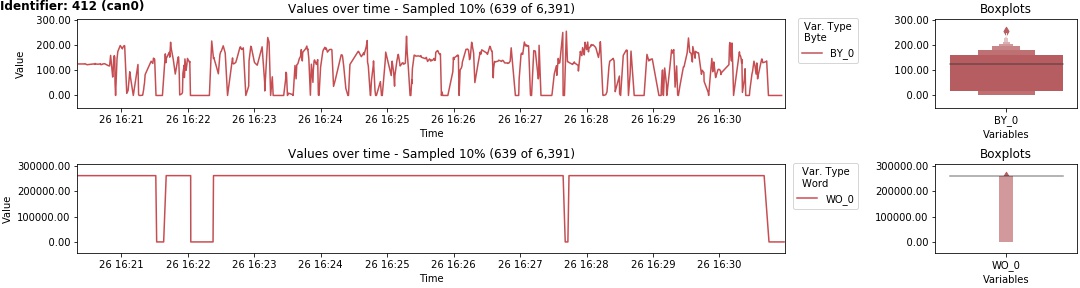 Identifier: 412 (can0)
Values over time - Sampled 10% (639 of 6,391)
Value
300.00
200.00
100.00
0.00
26 16:21 26 16:22 26 16:23 26 16:24 26 16:25 26 16:26 26 16:27 26 16:28 26 16:29 26 16:30
Time
Var. Type
Byte
BY_0
Boxplots
300.00
200.00
100.00
0.00
BY_0
Variables
Values over time - Sampled 10% (639 of 6,391)
Value
300000.00
200000.00
100000.00
0.00
26 16:21 26 16:22 26 16:23 26 16:24 26 16:25 26 16:26 26 16:27 26 16:28 26 16:29 26 16:30
Time
Var. Type
Word
WO_0
Boxplots
300000.00
200000.00
100000.00
0.00
WO_0
Variables